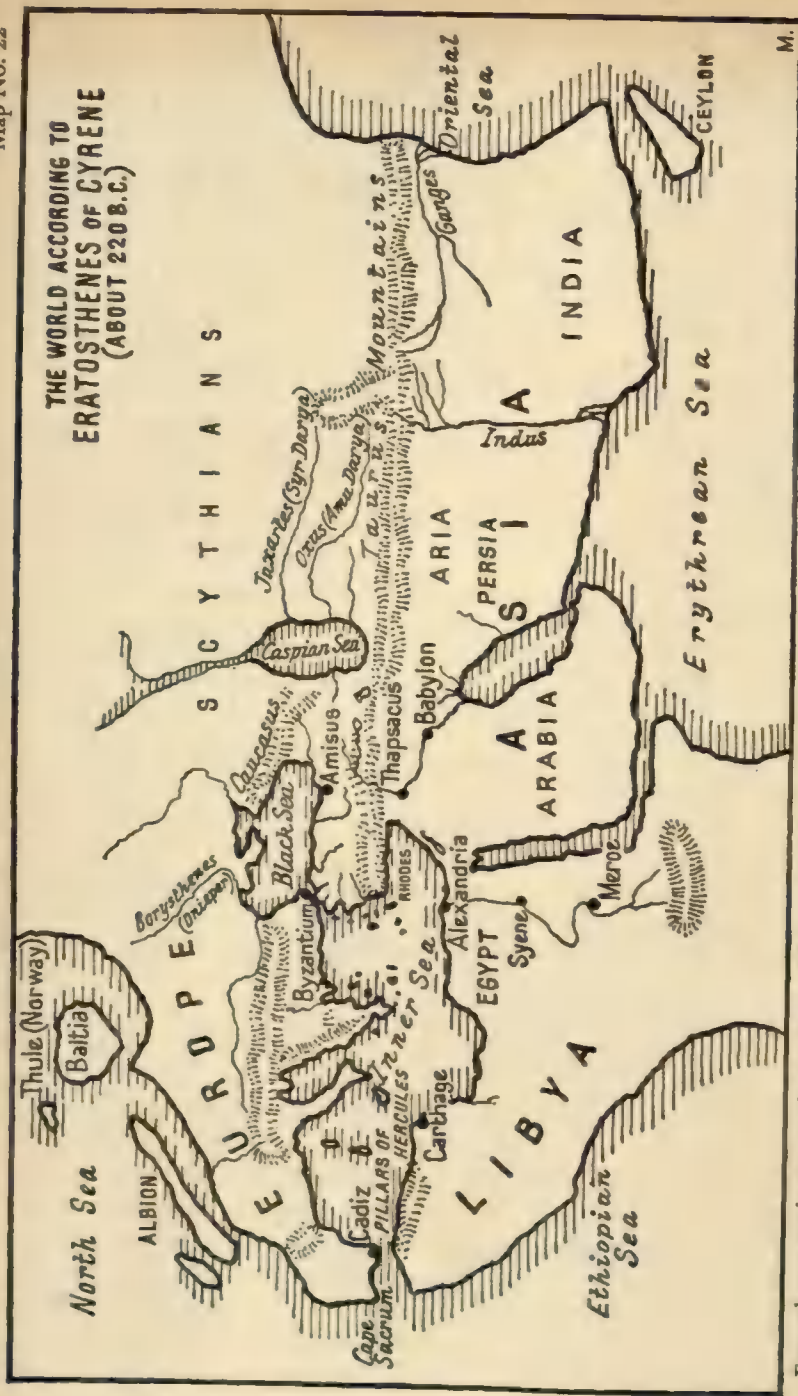 Map No. 22
THE WORLD ACCORDING TO
ERATOSTHENES OF CYRENE
(ABOUT 220 B.C.)
SCYTHIANS
Thule (Norway)
Baltia
North Sea
ALBION
EUROPE
Borysthenes
(Dniepr)
Caucasus
Black Sea
Caspian Sea
Jaxartes (Syr Darya)
Oxus (Amu Darya)
Taurus
Mountains
Amisus
Byzantium
RHODES
Thapsacus
Babylon
ARIA
PERSIA
ASIA
Indus
Ganges
INDIA
Oriental
Sea
CEYLON
Erythrean Sea
ARABIA
Inner Sea
Alexandria
EGYPT
Syene
Meroe
Cadiz
PILLARS OF
HERCULES
Cape
Sacrum
Carthage
LIBYA
Ethiopian
Sea
M.